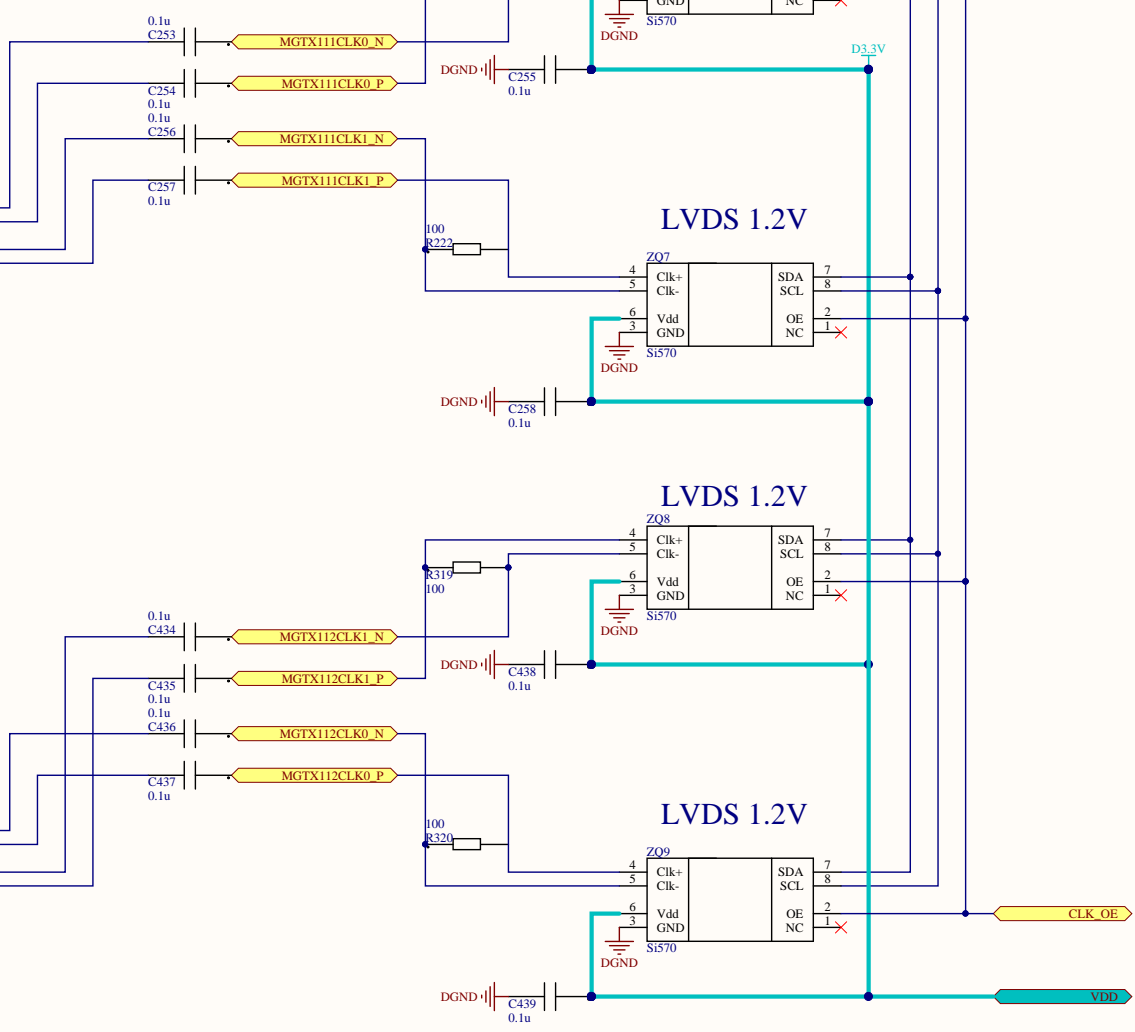 GND
NC
Si570
DGND
0.1u
C253
MGTX111CLK0_N
D3.3V
DGND
C255
0.1u
MGTX111CLK0_P
C254
0.1u
0.1u
C256
MGTX111CLK1_N
MGTX111CLK1_P
C257
0.1u
LVDS 1.2V
100
R222
ZQ7
4 Clk+ SDA 7
5 Clk- SCL 8
6 Vdd OE 2
3 GND NC 1
Si570
DGND
DGND
C258
0.1u
LVDS 1.2V
ZQ8
4 Clk+ SDA 7
5 Clk- SCL 8
6 Vdd OE 2
3 GND NC 1
Si570
DGND
R319
100
0.1u
C434
MGTX112CLK1_N
DGND
C438
0.1u
MGTX112CLK1_P
C435
0.1u
0.1u
C436
MGTX112CLK0_N
MGTX112CLK0_P
C437
0.1u
LVDS 1.2V
100
R320
ZQ9
4 Clk+ SDA 7
5 Clk- SCL 8
6 Vdd OE 2
3 GND NC 1
Si570
DGND
CLK_OE
DGND
C439
0.1u
VDD